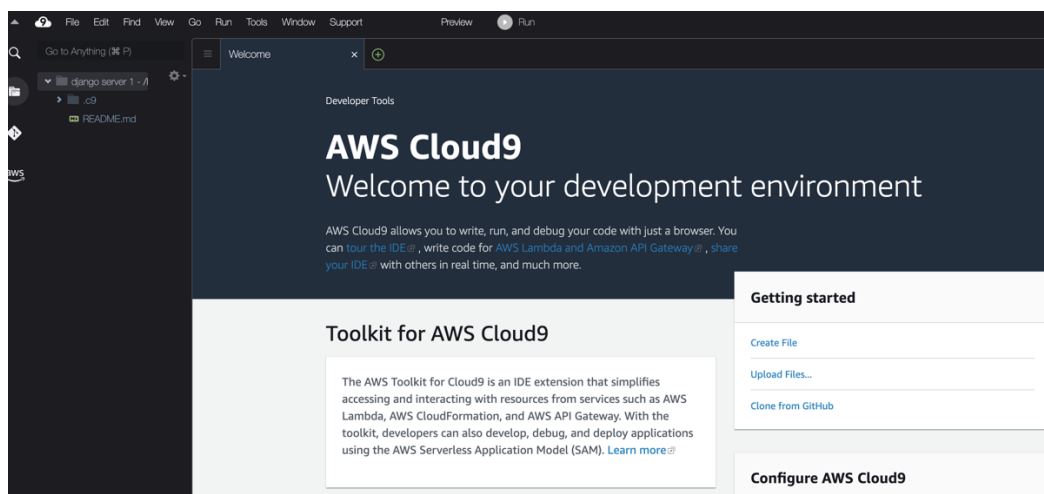 9 File Edit Find View Go Run Tools Window Support Preview Run
Go to Anything (⌘ P)
Welcome
django server 1 - /
.c9
README.md
aws
Developer Tools
AWS Cloud9
Welcome to your development environment
AWS Cloud9 allows you to write, run, and debug your code with just a browser. You
can tour the IDE , write code for AWS Lambda and Amazon API Gateway , share
your IDE with others in real time, and much more.
Toolkit for AWS Cloud9
The AWS Toolkit for Cloud9 is an IDE extension that simplifies
accessing and interacting with resources from services such as AWS
Lambda, AWS CloudFormation, and AWS API Gateway. With the
toolkit, developers can also develop, debug, and deploy applications
using the AWS Serverless Application Model (SAM). Learn more
Getting started
Create File
Upload Files...
Clone from GitHub
Configure AWS Cloud9